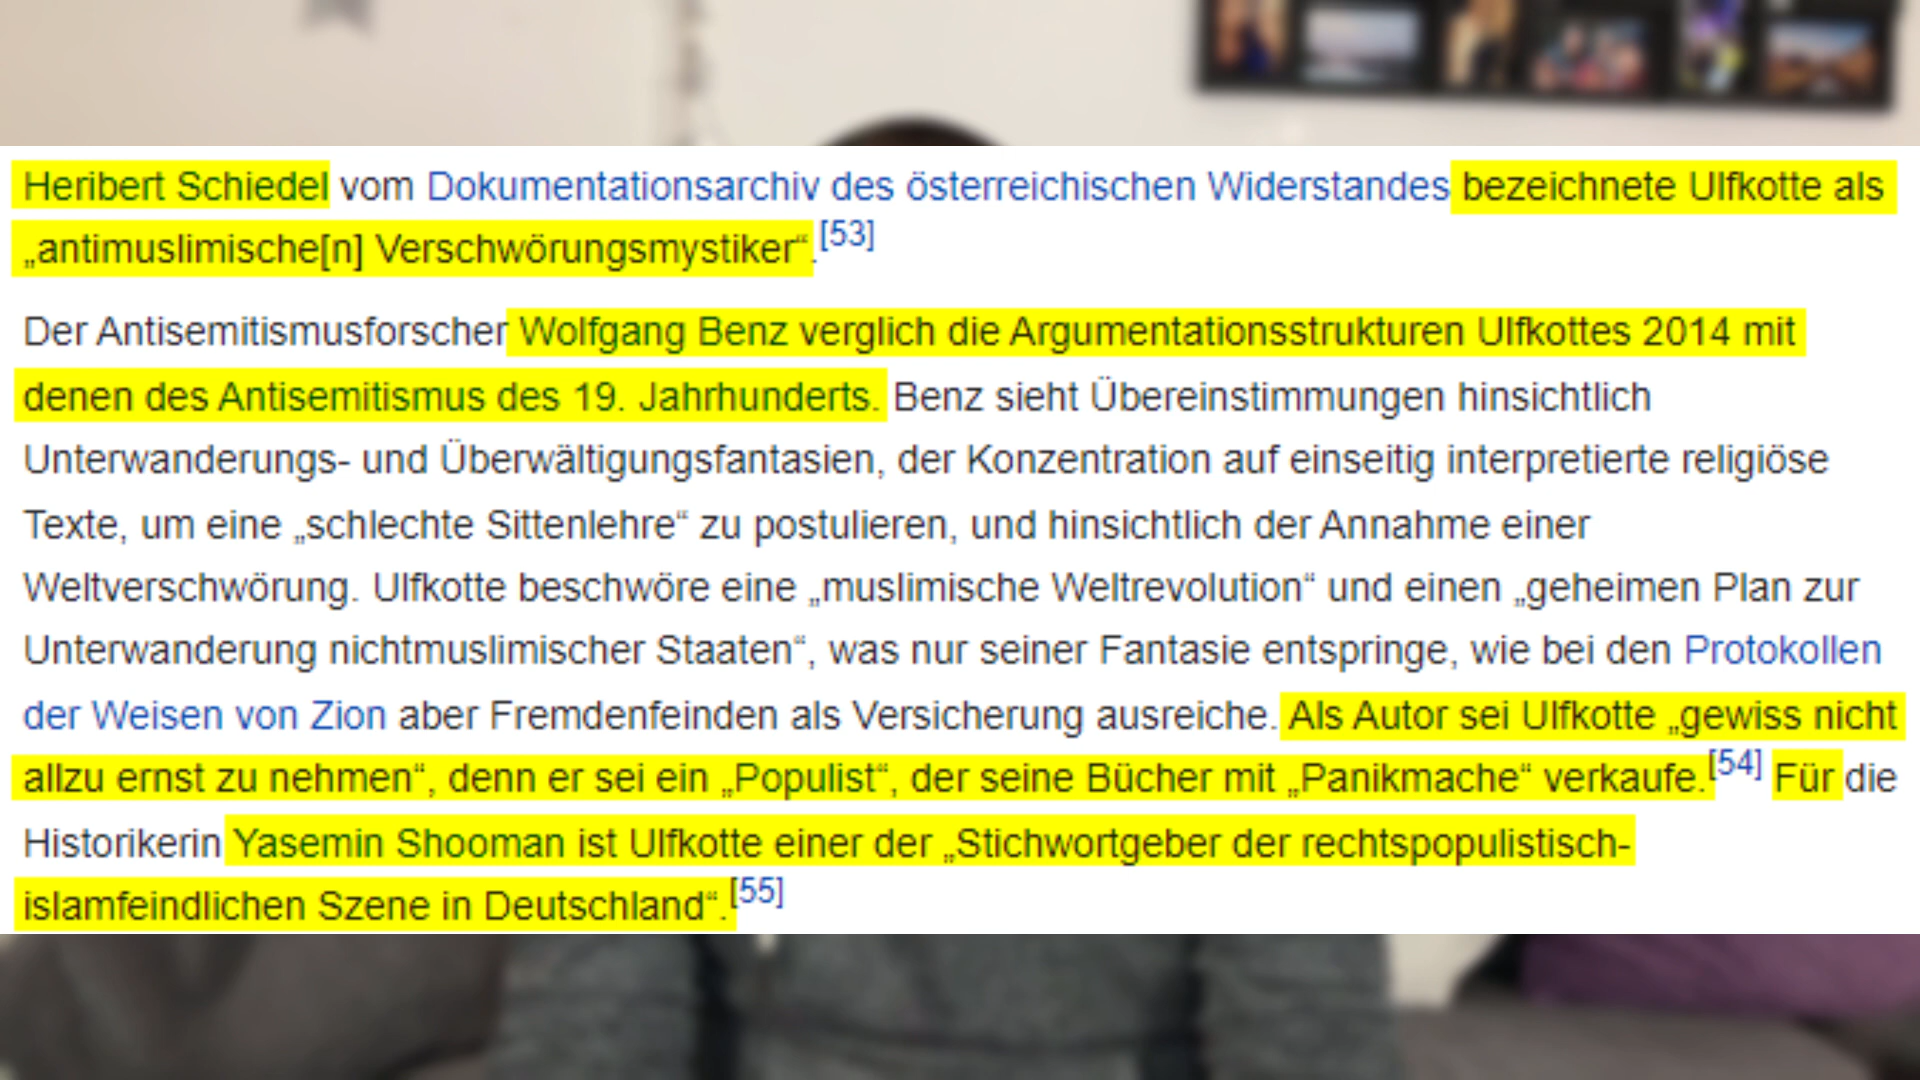 Heribert Schiedel vom Dokumentationsarchiv des österreichischen Widerstandes bezeichnete Ulfkotte als
„antimuslimische[n] Verschwörungsmystiker“.[53]
Der Antisemitismusforscher Wolfgang Benz verglich die Argumentationsstrukturen Ulfkottes 2014 mit
denen des Antisemitismus des 19. Jahrhunderts. Benz sieht Übereinstimmungen hinsichtlich
Unterwanderungs- und Überwältigungsfantasien, der Konzentration auf einseitig interpretierte religiöse
Texte, um eine „schlechte Sittenlehre“ zu postulieren, und hinsichtlich der Annahme einer
Weltverschwörung. Ulfkotte beschwöre eine „muslimische Weltrevolution“ und einen „geheimen Plan zur
Unterwanderung nichtmuslimischer Staaten“, was nur seiner Fantasie entspringe, wie bei den Protokollen
der Weisen von Zion aber Fremdenfeinden als Versicherung ausreiche. Als Autor sei Ulfkotte „gewiss nicht
allzu ernst zu nehmen“, denn er sei ein „Populist“, der seine Bücher mit „Panikmache“ verkaufe.[54] Für die
Historikerin Yasemin Shooman ist Ulfkotte einer der „Stichwortgeber der rechtspopulistisch-
islamfeindlichen Szene in Deutschland“.[55]